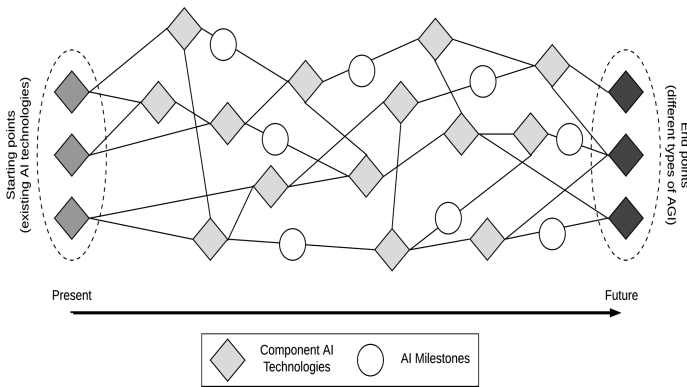 Starting points
(existing AI technologies)
End points
(different types of AGI)
Present
Future
Component AI
Technologies
AI Milestones